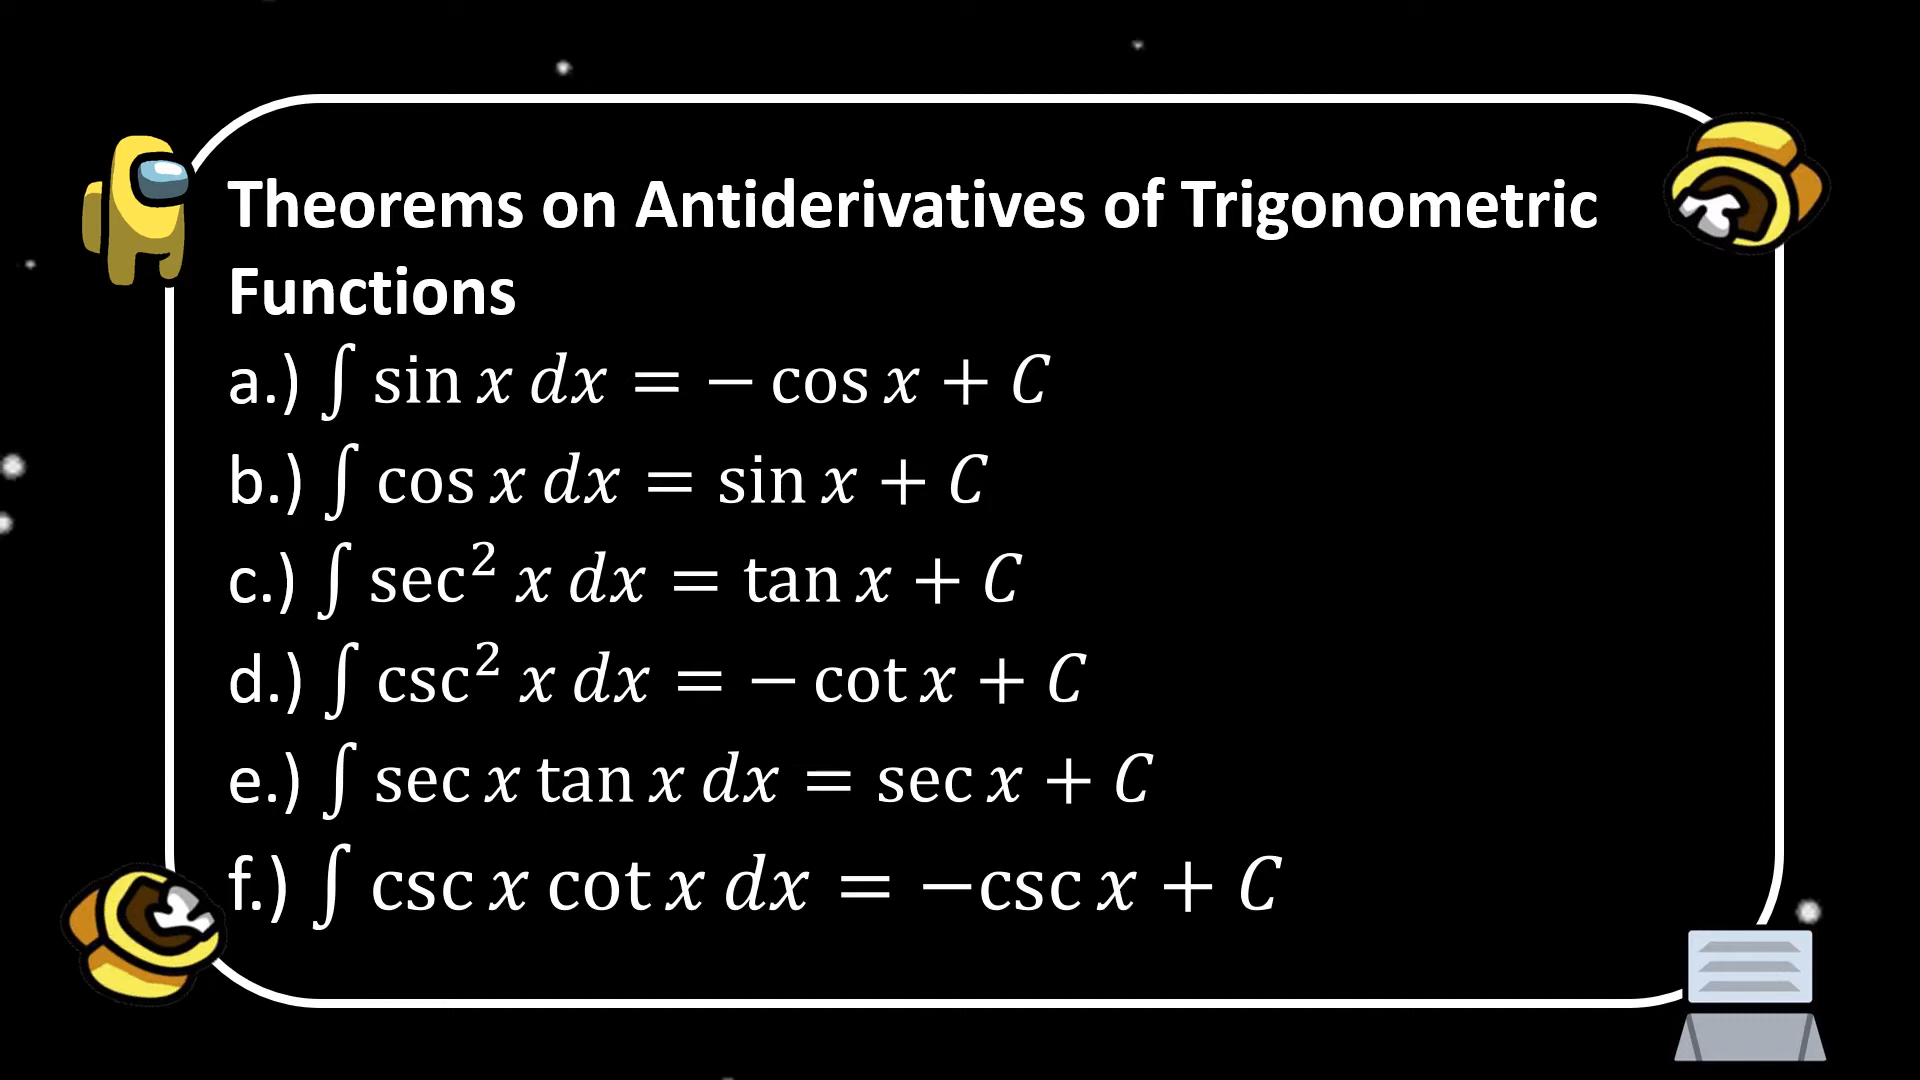 Theorems on Antiderivatives of Trigonometric
Functions
a.) ∫ sin x dx = − cos x + C
b.) ∫ cos x dx = sin x + C
c.) ∫ sec² x dx = tan x + C
d.) ∫ csc² x dx = − cot x + C
e.) ∫ sec x tan x dx = sec x + C
f.) ∫ csc x cot x dx = −csc x + C